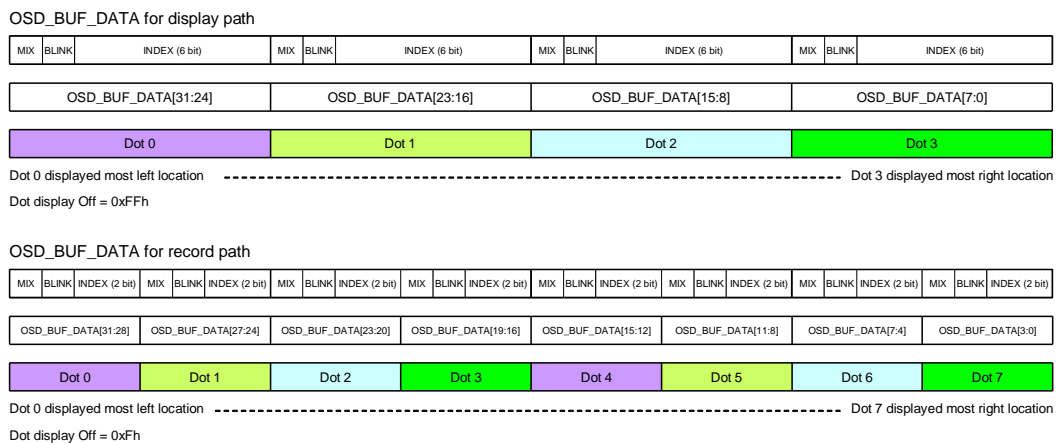 OSD_BUF_DATA for display path
MIX BLINK INDEX (6 bit) MIX BLINK INDEX (6 bit) MIX BLINK INDEX (6 bit) MIX BLINK INDEX (6 bit)
OSD_BUF_DATA[31:24] OSD_BUF_DATA[23:16] OSD_BUF_DATA[15:8] OSD_BUF_DATA[7:0]
Dot 0 Dot 1 Dot 2 Dot 3
Dot 0 displayed most left location Dot 3 displayed most right location
Dot display Off = 0xFFh
OSD_BUF_DATA for record path
MIX BLINK INDEX (2 bit) MIX BLINK INDEX (2 bit) MIX BLINK INDEX (2 bit) MIX BLINK INDEX (2 bit) MIX BLINK INDEX (2 bit) MIX BLINK INDEX (2 bit) MIX BLINK INDEX (2 bit) MIX BLINK INDEX (2 bit)
OSD_BUF_DATA[31:28] OSD_BUF_DATA[27:24] OSD_BUF_DATA[23:20] OSD_BUF_DATA[19:16] OSD_BUF_DATA[15:12] OSD_BUF_DATA[11:8] OSD_BUF_DATA[7:4] OSD_BUF_DATA[3:0]
Dot 0 Dot 1 Dot 2 Dot 3 Dot 4 Dot 5 Dot 6 Dot 7
Dot 0 displayed most left location Dot 7 displayed most right location
Dot display Off = 0xFh